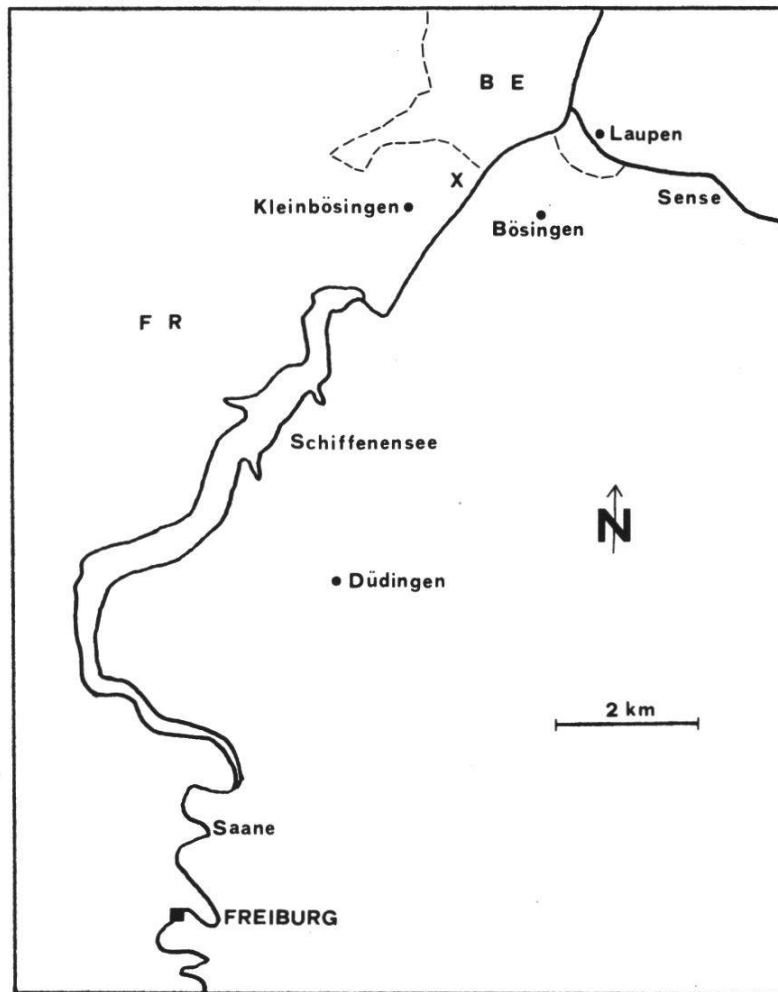 B E
Laupen
X
Sense
Kleinbösingen
Bösingen
F R
Schiffenensee
N
Düdingen
2 km
Saane
FREIBURG